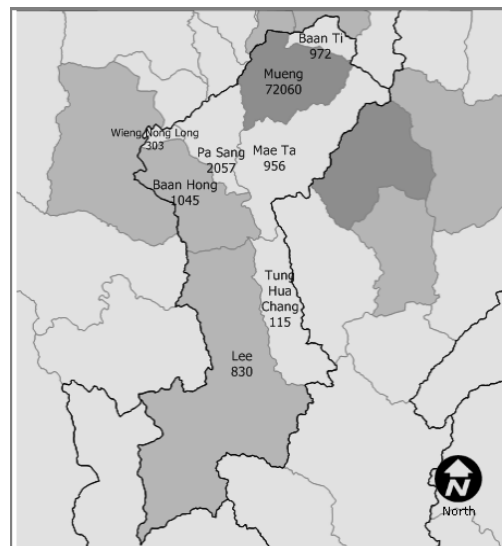 Baan Ti
972
Mueng
72060
Wieng Nong Long
303
Pa Sang
2057
Mae Ta
956
Baan Hong
1045
Tung
Hua
Chang
115
Lee
830
N
North